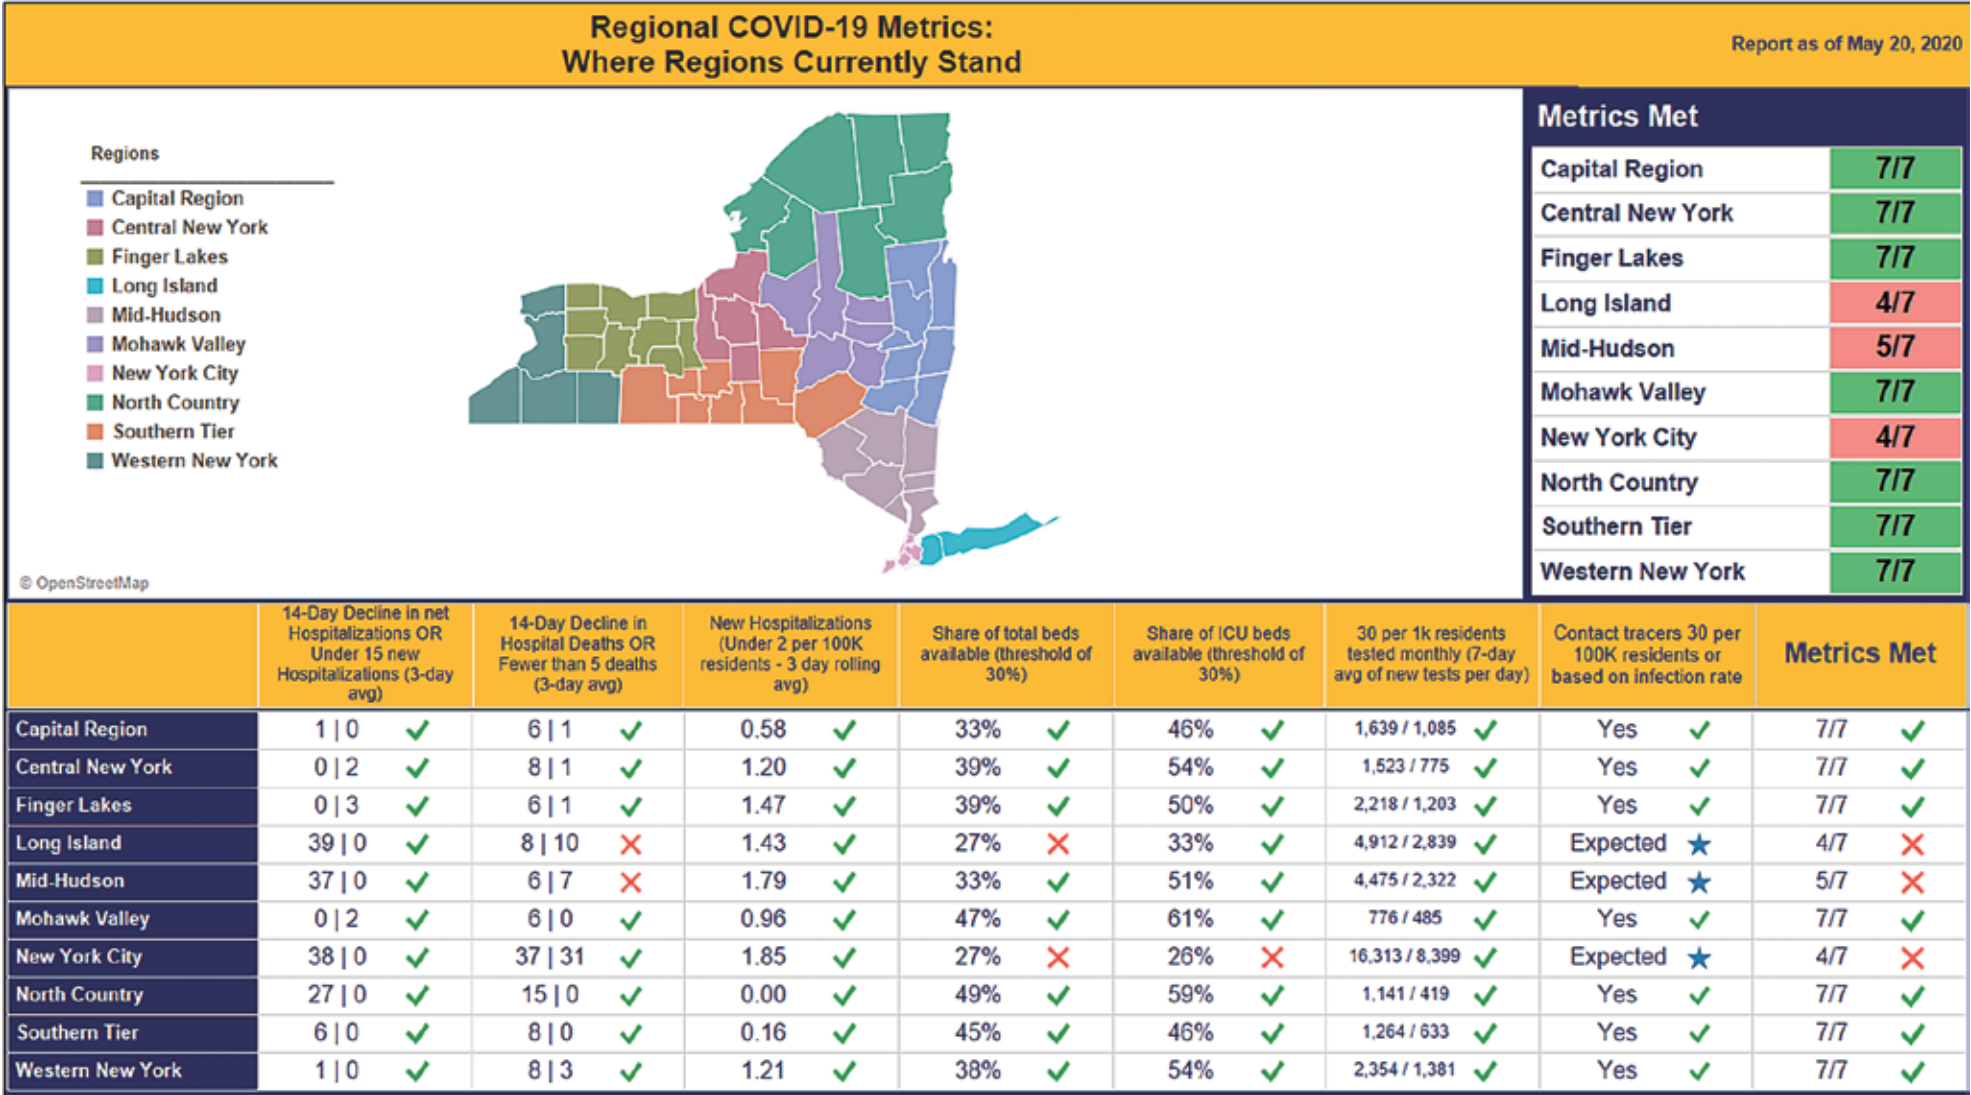 Regional COVID-19 Metrics:
Where Regions Currently Stand
Report as of May 20, 2020
Regions
Capital Region
Central New York
Finger Lakes
Long Island
Mid-Hudson
Mohawk Valley
New York City
North Country
Southern Tier
Western New York
© OpenStreetMap
Metrics Met
Capital Region 7/7
Central New York 7/7
Finger Lakes 7/7
Long Island 4/7
Mid-Hudson 5/7
Mohawk Valley 7/7
New York City 4/7
North Country 7/7
Southern Tier 7/7
Western New York 7/7
14-Day Decline in net
Hospitalizations OR
Under 15 new
Hospitalizations (3-day
avg)
14-Day Decline in
Hospital Deaths OR
Fewer than 5 deaths
(3-day avg)
New Hospitalizations
(Under 2 per 100K
residents - 3 day rolling
avg)
Share of total beds
available (threshold of
30%)
Share of ICU beds
available (threshold of
30%)
30 per 1k residents
tested monthly (7-day
avg of new tests per day)
Contact tracers 30 per
100K residents or
based on infection rate
Metrics Met
Capital Region 1 | 0 6 | 1 0.58 33% 46% 1,639 / 1,085 Yes 7/7
Central New York 0 | 2 8 | 1 1.20 39% 54% 1,523 / 775 Yes 7/7
Finger Lakes 0 | 3 6 | 1 1.47 39% 50% 2,218 / 1,203 Yes 7/7
Long Island 39 | 0 8 | 10 1.43 27% 33% 4,912 / 2,839 Expected 4/7
Mid-Hudson 37 | 0 6 | 7 1.79 33% 51% 4,475 / 2,322 Expected 5/7
Mohawk Valley 0 | 2 6 | 0 0.96 47% 61% 776 / 485 Yes 7/7
New York City 38 | 0 37 | 31 1.85 27% 26% 16,313 / 8,399 Expected 4/7
North Country 27 | 0 15 | 0 0.00 49% 59% 1,141 / 419 Yes 7/7
Southern Tier 6 | 0 8 | 0 0.16 45% 46% 1,264 / 633 Yes 7/7
Western New York 1 | 0 8 | 3 1.21 38% 54% 2,354 / 1,381 Yes 7/7